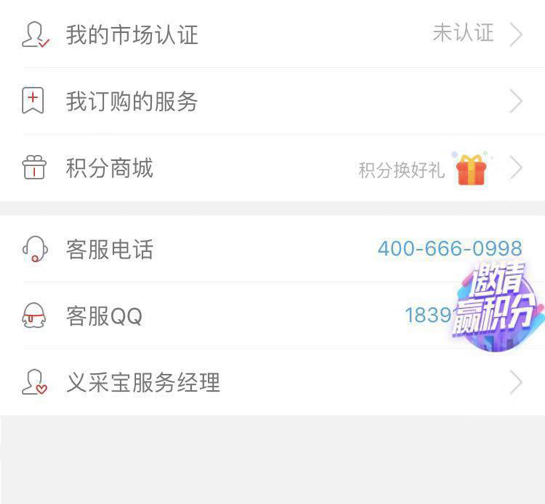 我的市场认证 未认证
我订购的服务
积分商城 积分换好礼
客服电话 400-666-0998
客服QQ 1839
邀请
赢积分
义采宝服务经理